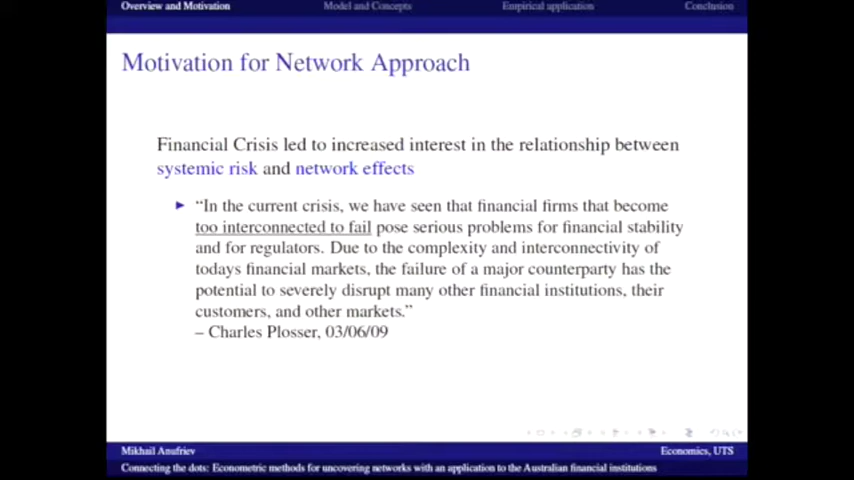 Overview and Motivation Model and Concepts Empirical application Conclusion
Motivation for Network Approach
Financial Crisis led to increased interest in the relationship between
systemic risk and network effects
“In the current crisis, we have seen that financial firms that become
too interconnected to fail pose serious problems for financial stability
and for regulators. Due to the complexity and interconnectivity of
todays financial markets, the failure of a major counterparty has the
potential to severely disrupt many other financial institutions, their
customers, and other markets.”
– Charles Plosser, 03/06/09
Mikhail Anufriev Economics, UTS
Connecting the dots: Econometric methods for uncovering networks with an application to the Australian financial institutions